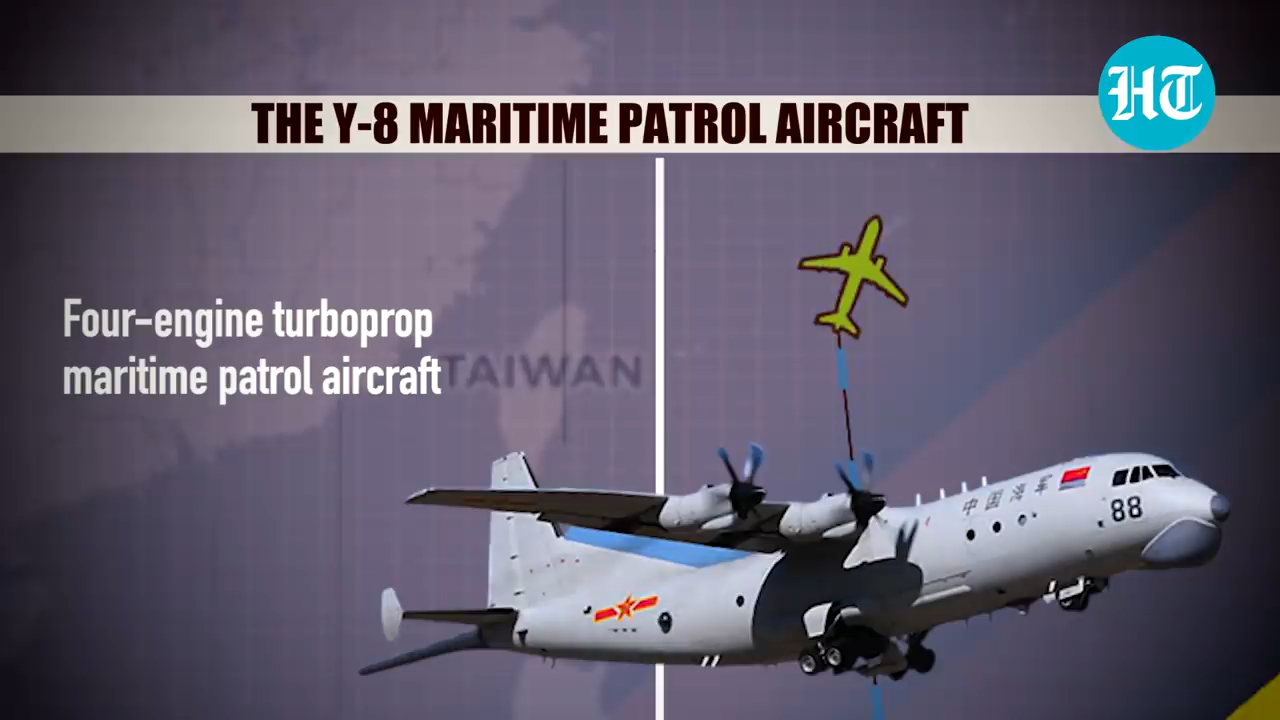 THE Y-8 MARITIME PATROL AIRCRAFT
HT
Four-engine turboprop
maritime patrol aircraft
TAIWAN
中国海军
88